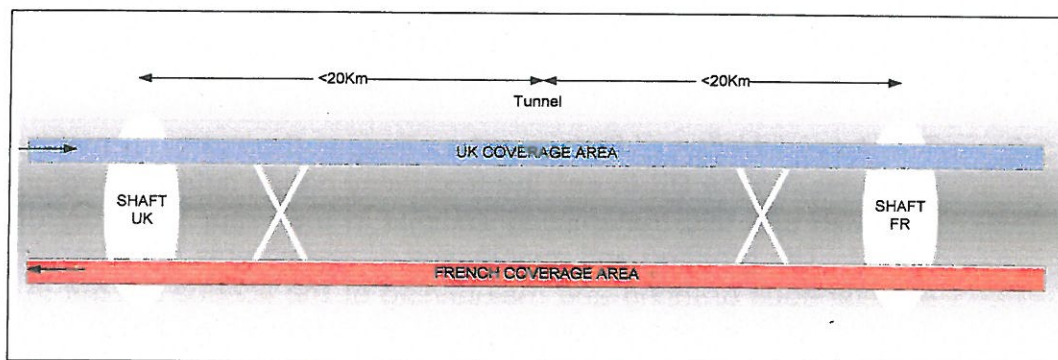 <20Km
<20Km
Tunnel
UK COVERAGE AREA
SHAFT
UK
SHAFT
FR
FRENCH COVERAGE AREA